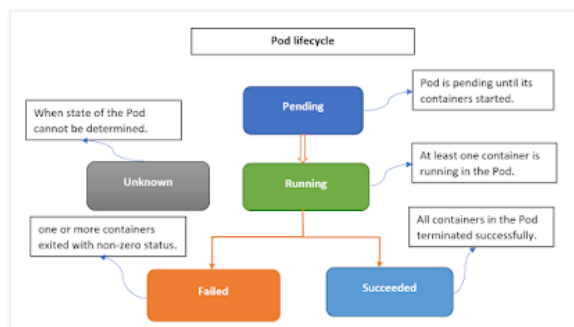 Pod lifecycle
Pending
Pod is pending until its
containers started.
When state of the Pod
cannot be determined.
Unknown
Running
At least one container is
running in the Pod.
one or more containers
exited with non-zero status.
All containers in the Pod
terminated successfully.
Failed
Succeeded